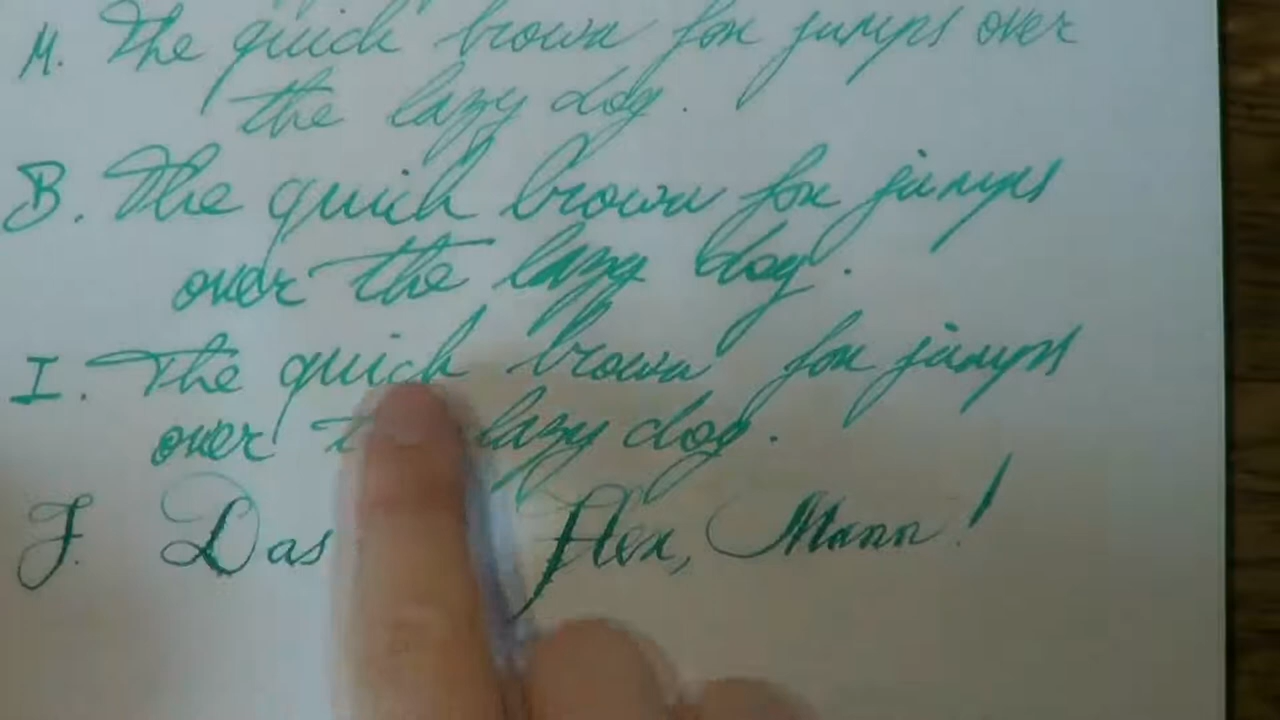 M. The quick brown fox jumps over
the lazy dog.
B. The quick brown fox jumps
over the lazy dog.
I. The quick brown fox jumps
over t lazy dog.
F. Das Flex, Mann!